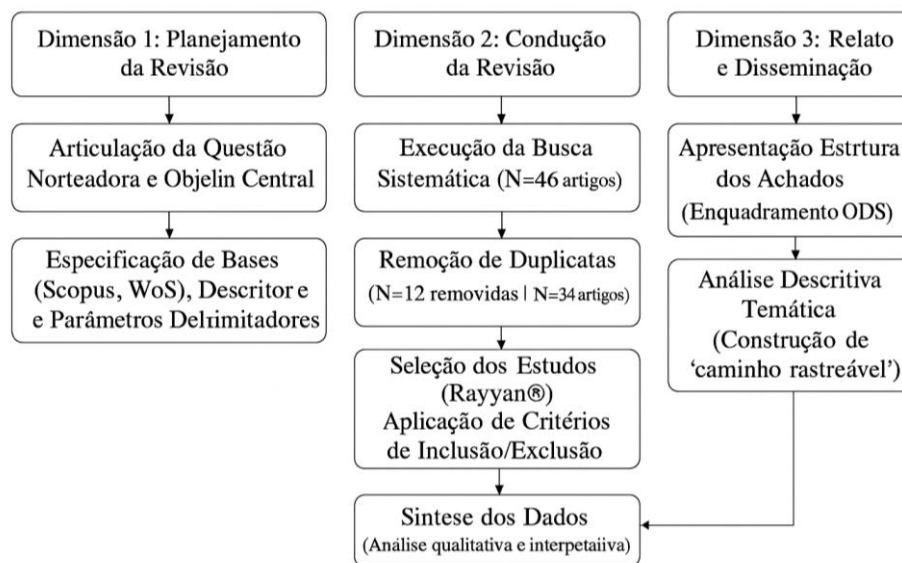 Dimensão 1: Planejamento
da Revisão
Articulação da Questão
Norteadora e Objelin Central
Especificação de Bases
(Scopus, WoS), Descritor e
e Parâmetros Delrimitadores
Dimensão 2: Condução
da Revisão
Execução da Busca
Sistemática (N=46 artigos)
Remoção de Duplicatas
(N=12 removidas | N=34 artigos)
Seleção dos Estudos
(Rayyan®)
Aplicação de Critérios
de Inclusão/Exclusão
Sintese dos Dados
(Análise qualitativa e interpetaiiva)
Dimensão 3: Relato
e Disseminação
Apresentação Estrtura
dos Achados
(Enquadramento ODS)
Análise Descritiva
Temática
(Construção de
‘caminho rastreável’)